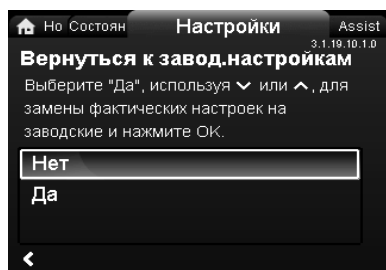 Но Состоян Настройки Assist
3.1.19.10.1.0
Вернуться к завод.настройкам
Выберите "Да", используя ⌄ или ⌃, для
замены фактических настроек на
заводские и нажмите OK.
Нет
Да